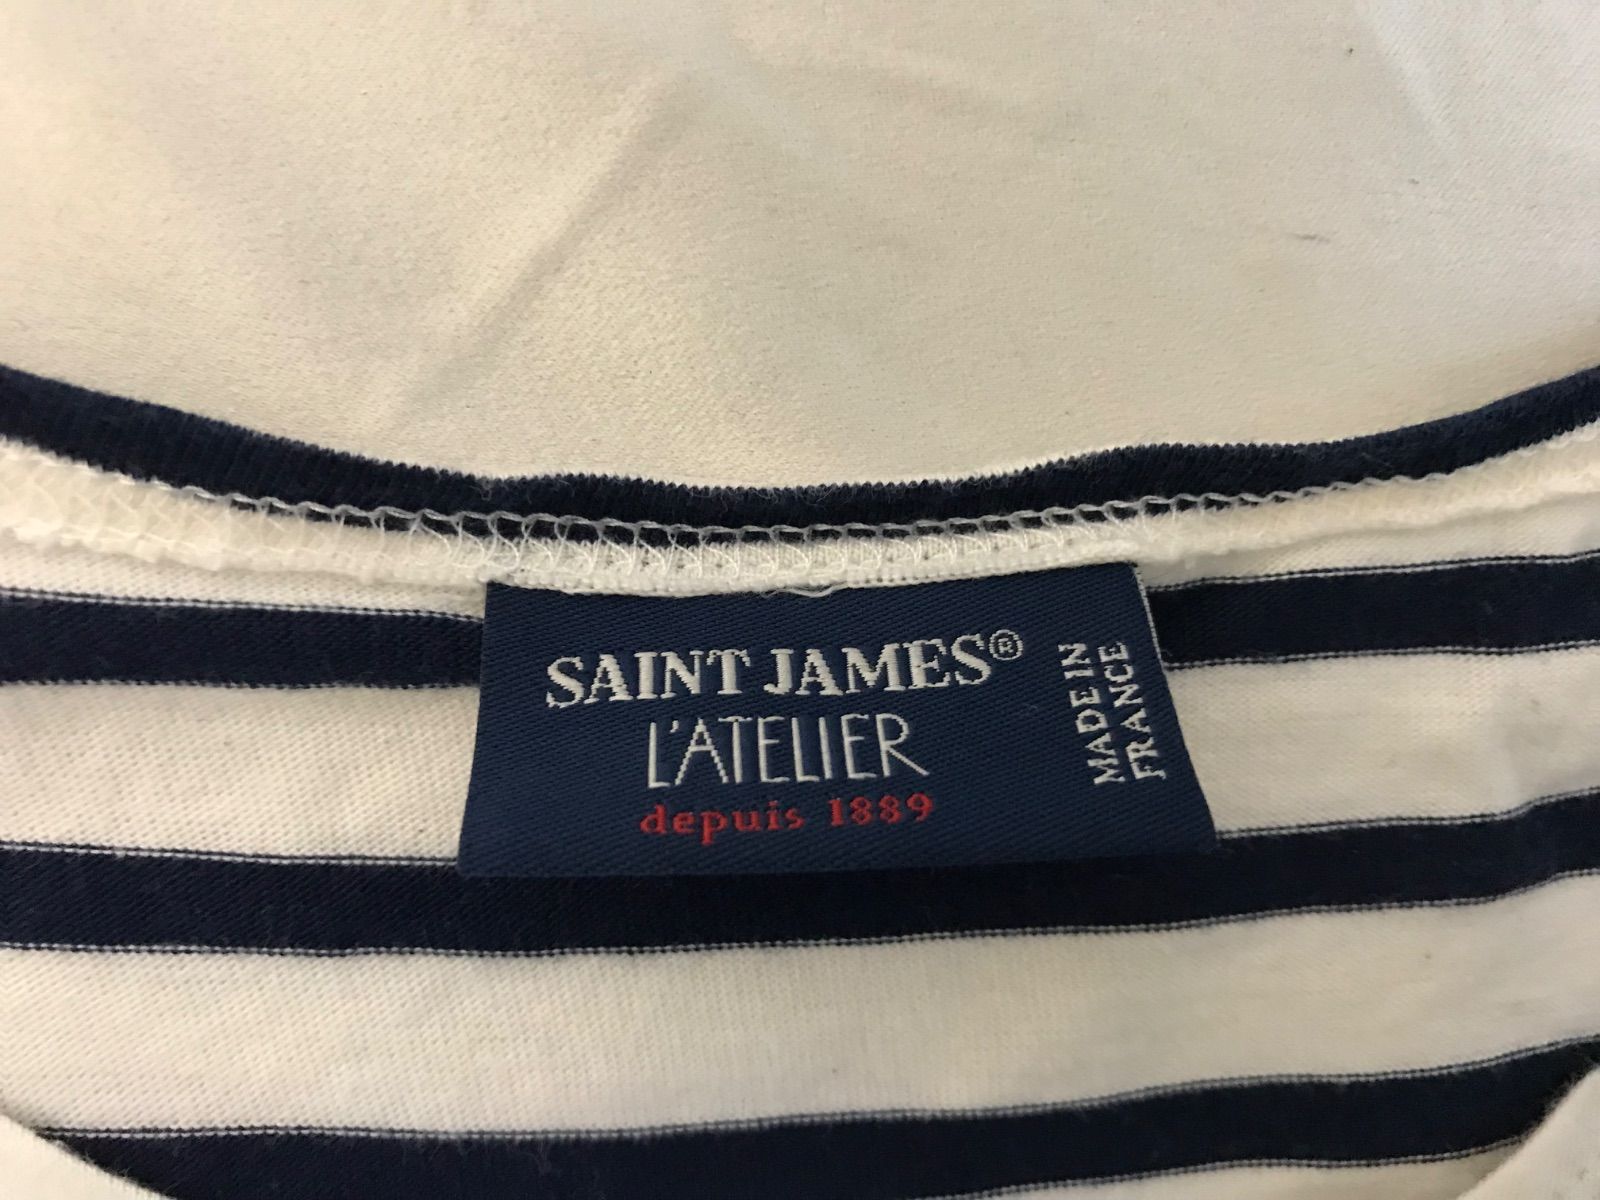 SAINT JAMES®
L'ATELIER
depuis 1889
MADE IN
FRANCE